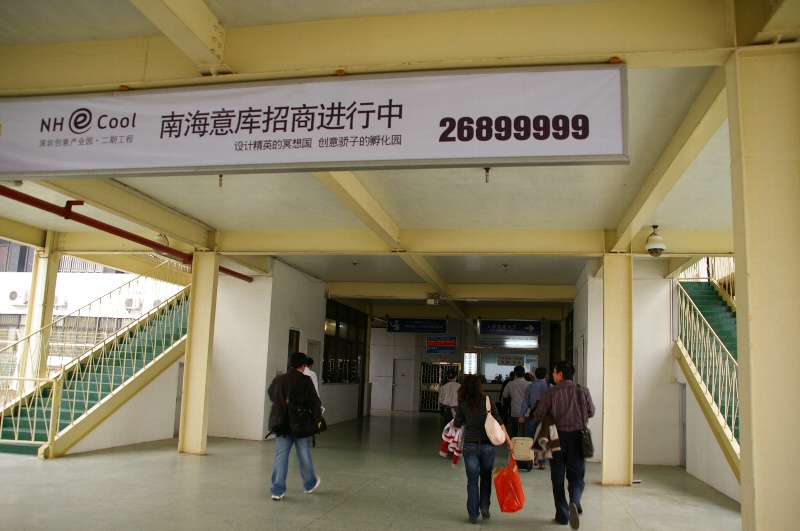 NH e Cool
深圳创意产业园·二期工程
南海意库招商进行中
设计精英的冥想国 创意骄子的孵化园
26899999